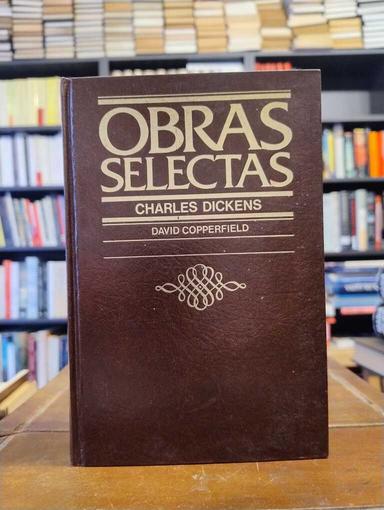 OBRAS
SELECTAS
CHARLES DICKENS
DAVID COPPERFIELD